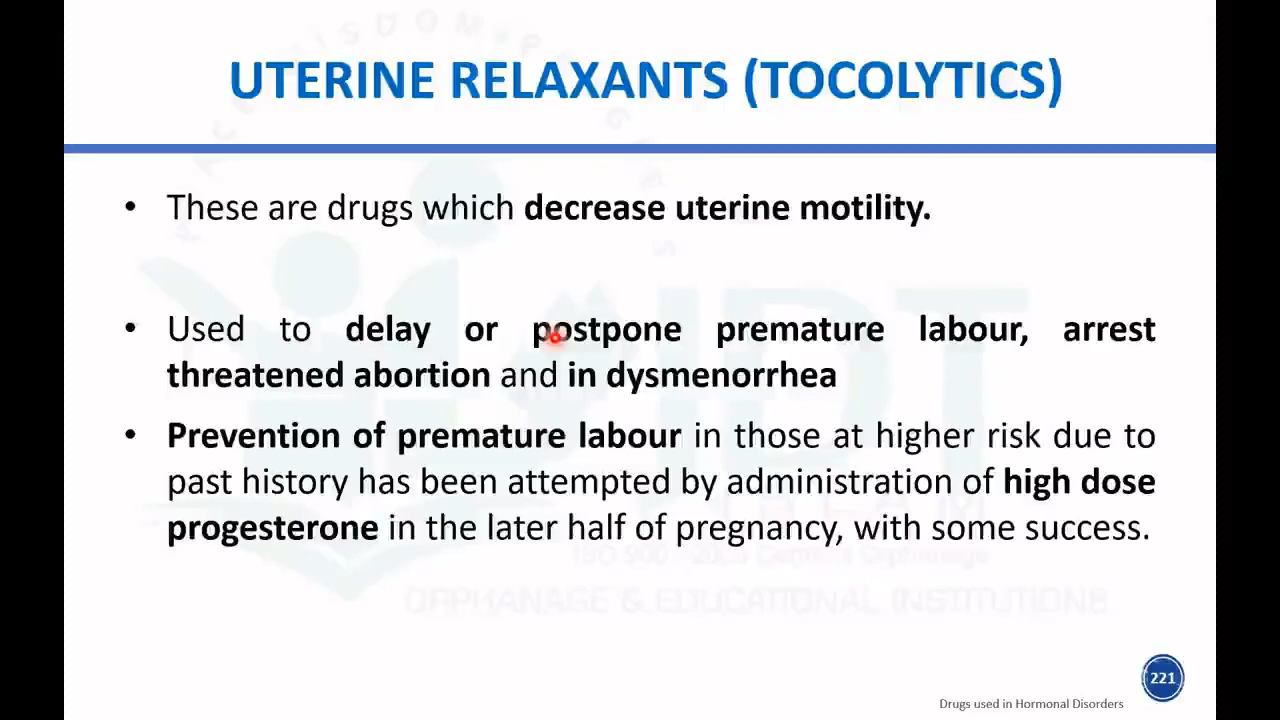 UTERINE RELAXANTS (TOCOLYTICS)
• These are drugs which decrease uterine motility.
• Used to delay or postpone premature labour, arrest
threatened abortion and in dysmenorrhea
• Prevention of premature labour in those at higher risk due to
past history has been attempted by administration of high dose
progesterone in the later half of pregnancy, with some success.
ORPHANAGE & EDUCATIONAL INSTITUTIONS
221
Drugs used in Hormonal Disorders